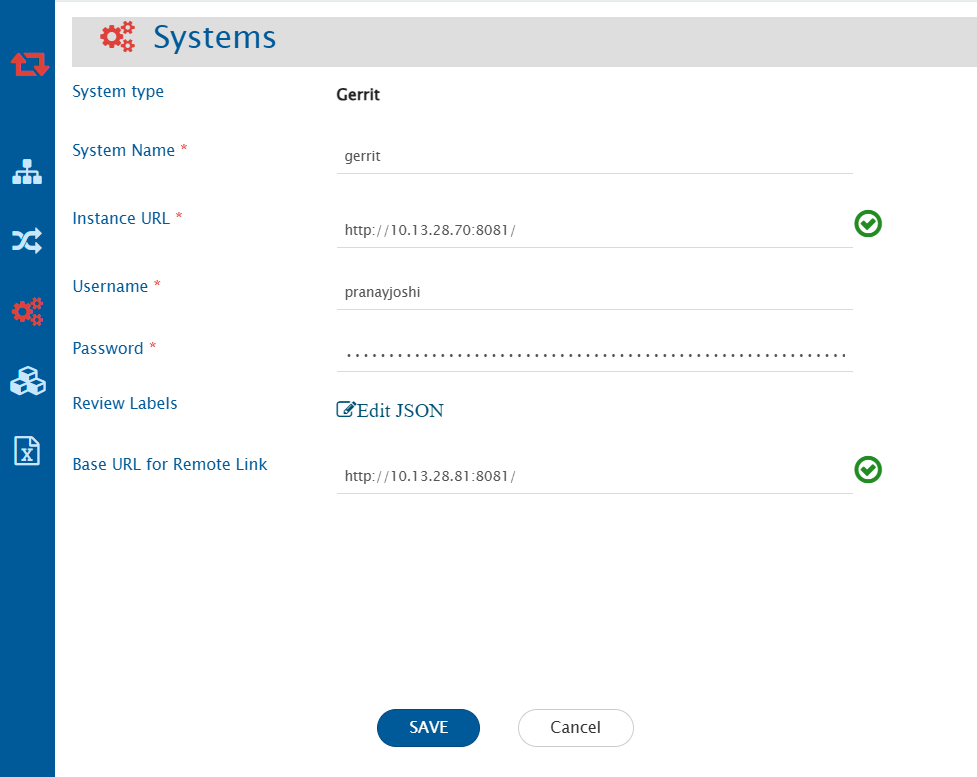 Systems
System type
Gerrit
System Name *
gerrit
Instance URL *
http://10.13.28.70:8081/
Username *
pranayjoshi
Password *
Review Labels
Edit JSON
Base URL for Remote Link
http://10.13.28.81:8081/
SAVE
Cancel